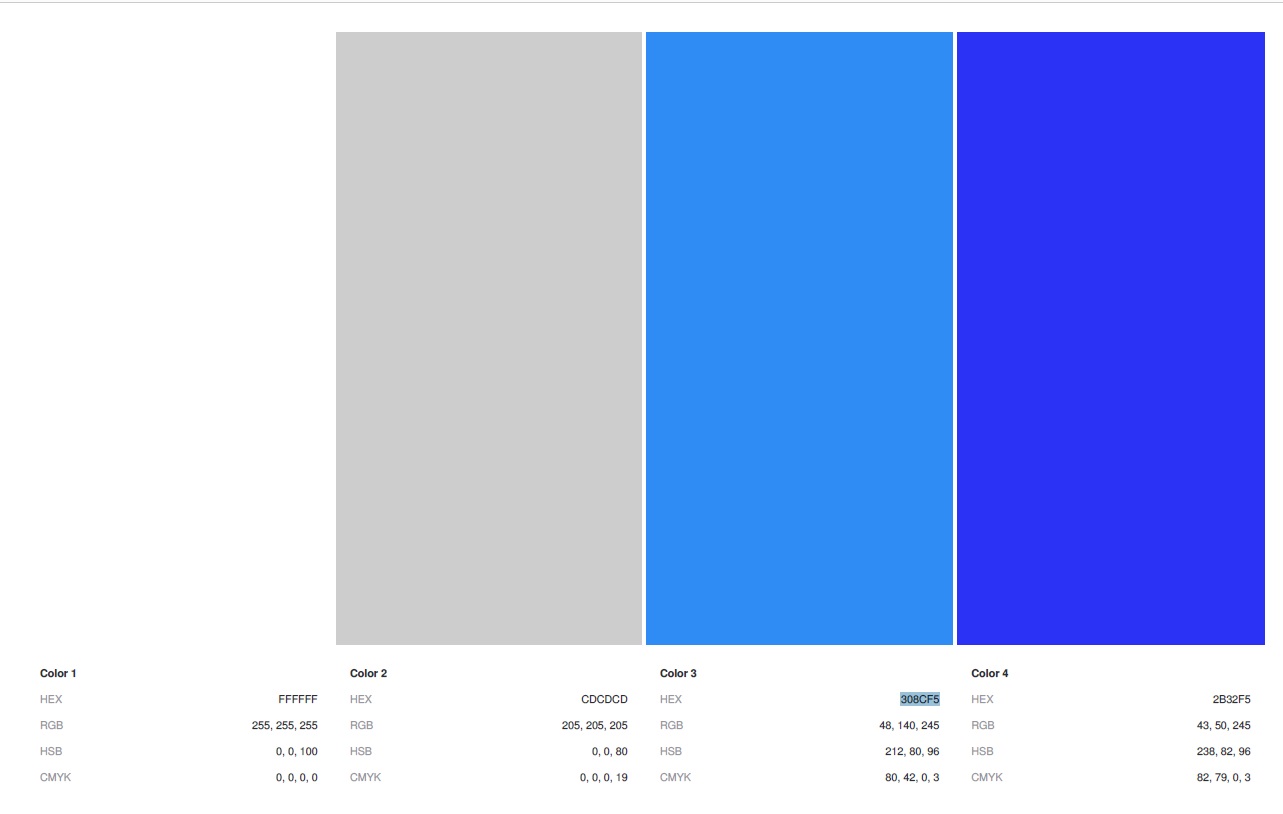 Color 1
HEX FFFFFF
RGB 255, 255, 255
HSB 0, 0, 100
CMYK 0, 0, 0, 0
Color 2
HEX CDCDCD
RGB 205, 205, 205
HSB 0, 0, 80
CMYK 0, 0, 0, 19
Color 3
HEX 308CF5
RGB 48, 140, 245
HSB 212, 80, 96
CMYK 80, 42, 0, 3
Color 4
HEX 2B32F5
RGB 43, 50, 245
HSB 238, 82, 96
CMYK 82, 79, 0, 3